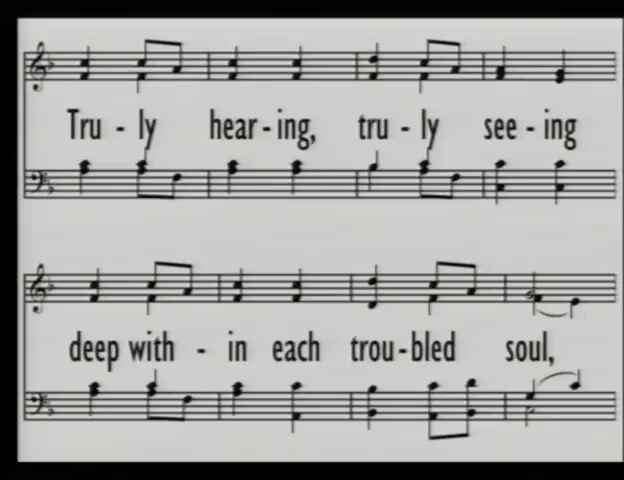 Tru - ly hear - ing, tru - ly see - ing
deep with - in each trou - bled soul,